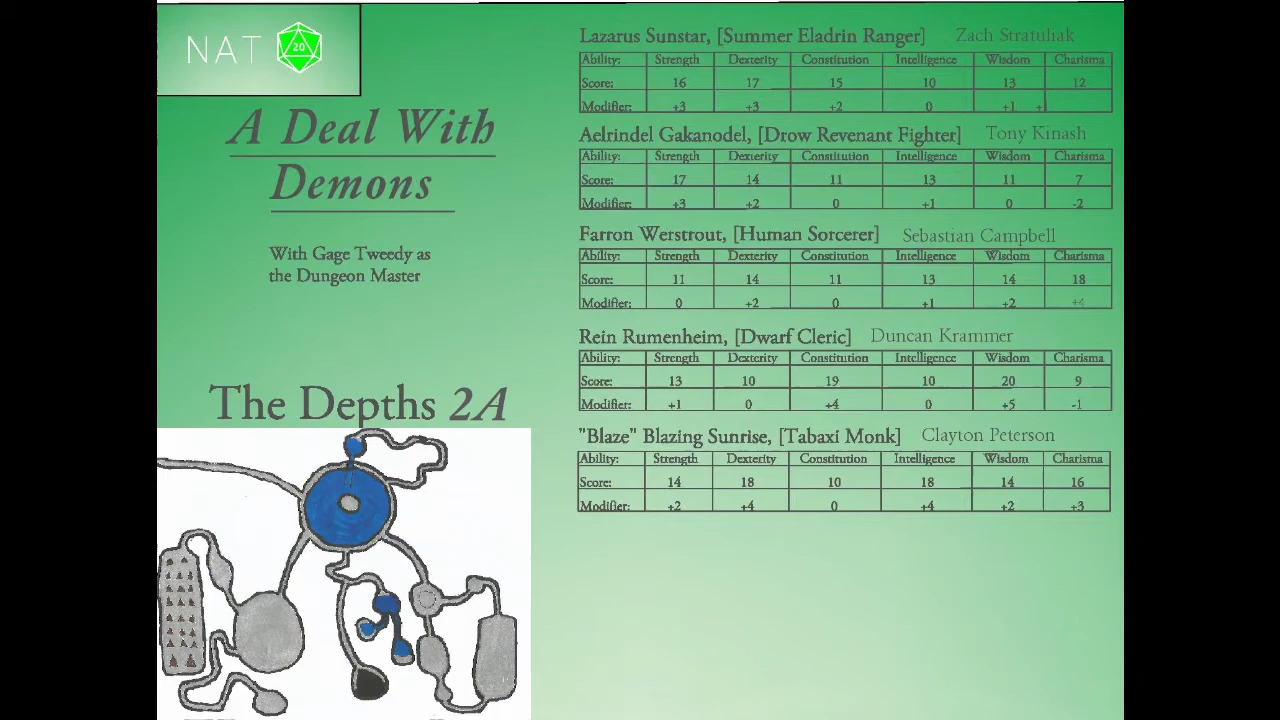 NAT 20
A Deal With
Demons
With Gage Tweedy as
the Dungeon Master
The Depths 2A
Lazarus Sunstar, [Summer Eladrin Ranger] Zach Stratuliak
Ability: Strength Dexterity Constitution Intelligence Wisdom Charisma
Score: 16 17 15 10 13 12
Modifier: +3 +3 +2 0 +1 +1
Aelrindel Gakanodel, [Drow Revenant Fighter] Tony Kinash
Ability: Strength Dexterity Constitution Intelligence Wisdom Charisma
Score: 17 14 11 13 11 7
Modifier: +3 +2 0 +1 0 -2
Farron Werstrout, [Human Sorcerer] Sebastian Campbell
Ability: Strength Dexterity Constitution Intelligence Wisdom Charisma
Score: 11 14 11 13 14 18
Modifier: 0 +2 0 +1 +2 +4
Rein Rumenheim, [Dwarf Cleric] Duncan Krammer
Ability: Strength Dexterity Constitution Intelligence Wisdom Charisma
Score: 13 10 19 10 20 9
Modifier: +1 0 +4 0 +5 -1
"Blaze" Blazing Sunrise, [Tabaxi Monk] Clayton Peterson
Ability: Strength Dexterity Constitution Intelligence Wisdom Charisma
Score: 14 18 10 18 14 16
Modifier: +2 +4 0 +4 +2 +3